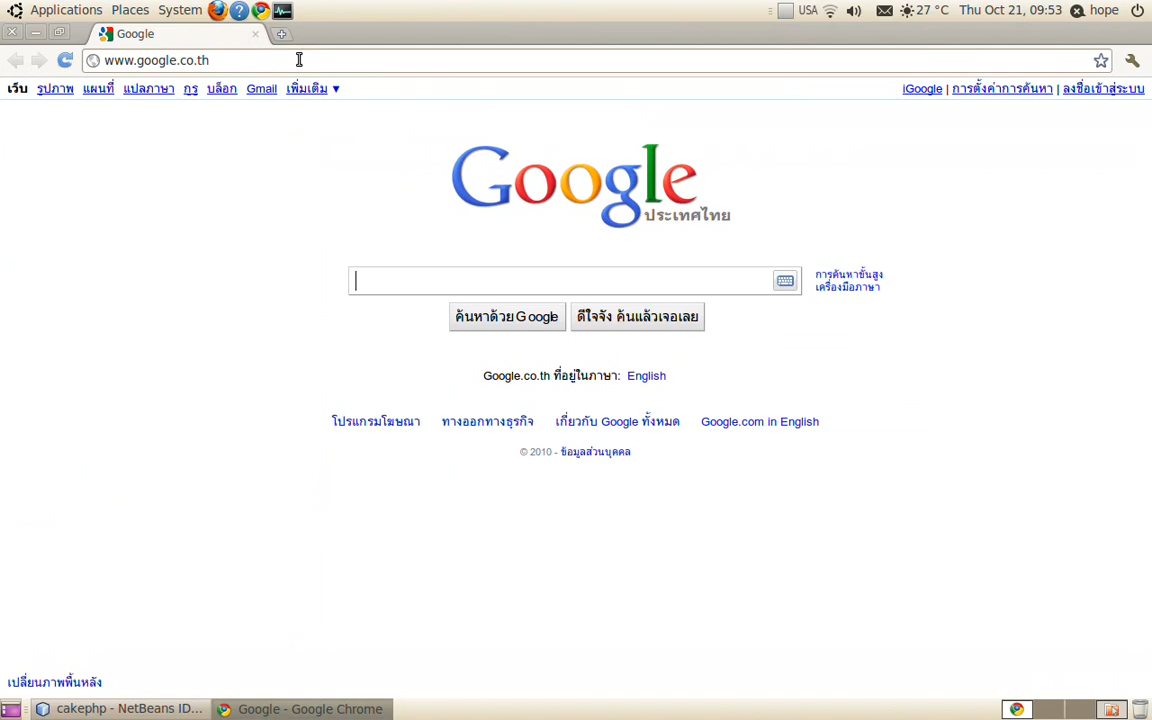 Applications Places System USA 27 °C Thu Oct 21, 09:53 hope
Google
www.google.co.th
เว็บ รูปภาพ แผนที่ แปลภาษา กูรู บล็อก Gmail เพิ่มเติม ▼ iGoogle | การตั้งค่าการค้นหา | ลงชื่อเข้าสู่ระบบ
Google
ประเทศไทย
การค้นหาขั้นสูง
เครื่องมือภาษา
ค้นหาด้วย Google ดีใจจัง ค้นแล้วเจอเลย
Google.co.th ที่อยู่ในภาษา: English
โปรแกรมโฆษณา ทางออกทางธุรกิจ เกี่ยวกับ Google ทั้งหมด Google.com in English
© 2010 - ข้อมูลส่วนบุคคล
เปลี่ยนภาพพื้นหลัง
cakephp - NetBeans ID... Google - Google Chrome